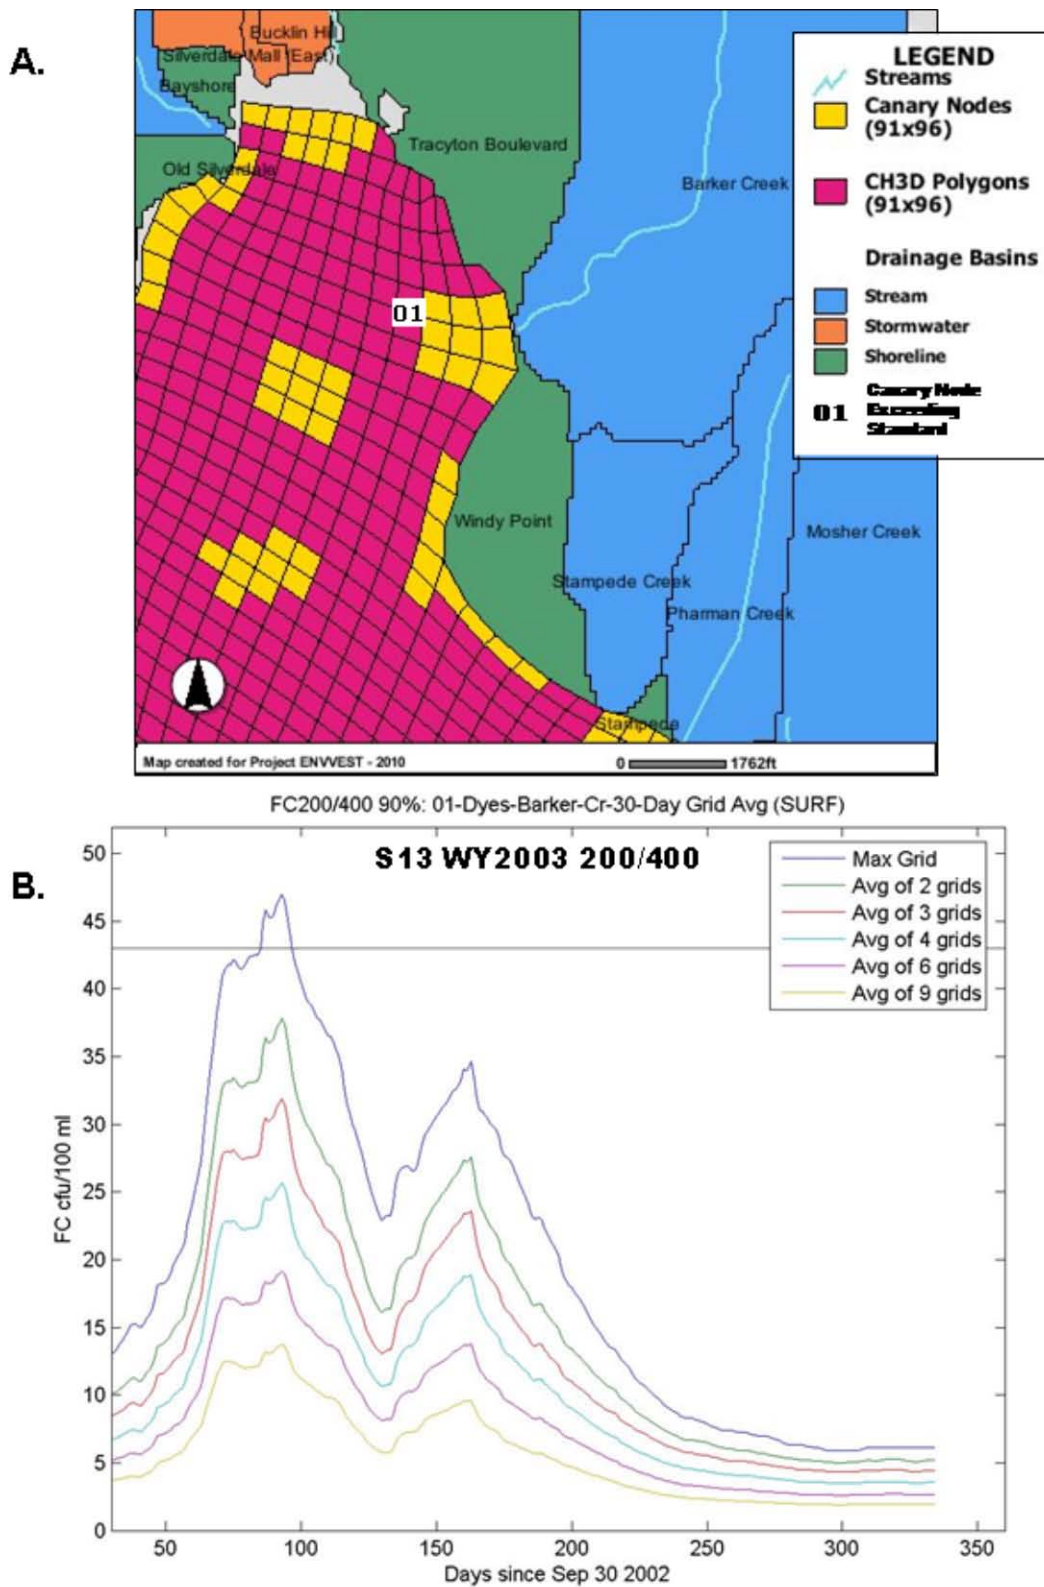 A.
Bucklin Hill
Silverdale Mall (East)
Bayshore
Tracyton Boulevard
Old Silverdale
Barker Creek
01
Windy Point
Mosher Creek
Stampede Creek
Pharman Creek
Stampede
LEGEND
Streams
Canary Nodes
(91x96)
CH3D Polygons
(91x96)
Drainage Basins
Stream
Stormwater
Shoreline
01
Canary Node
Exceeding
Standard
Map created for Project ENVVEST - 2010
0 1762ft
FC200/400 90%: 01-Dyes-Barker-Cr-30-Day Grid Avg (SURF)
B.
S13 WY2003 200/400
Max Grid
Avg of 2 grids
Avg of 3 grids
Avg of 4 grids
Avg of 6 grids
Avg of 9 grids
FC cfu/100 ml
50
45
40
35
30
25
20
15
10
5
0
50 100 150 200 250 300 350
Days since Sep 30 2002